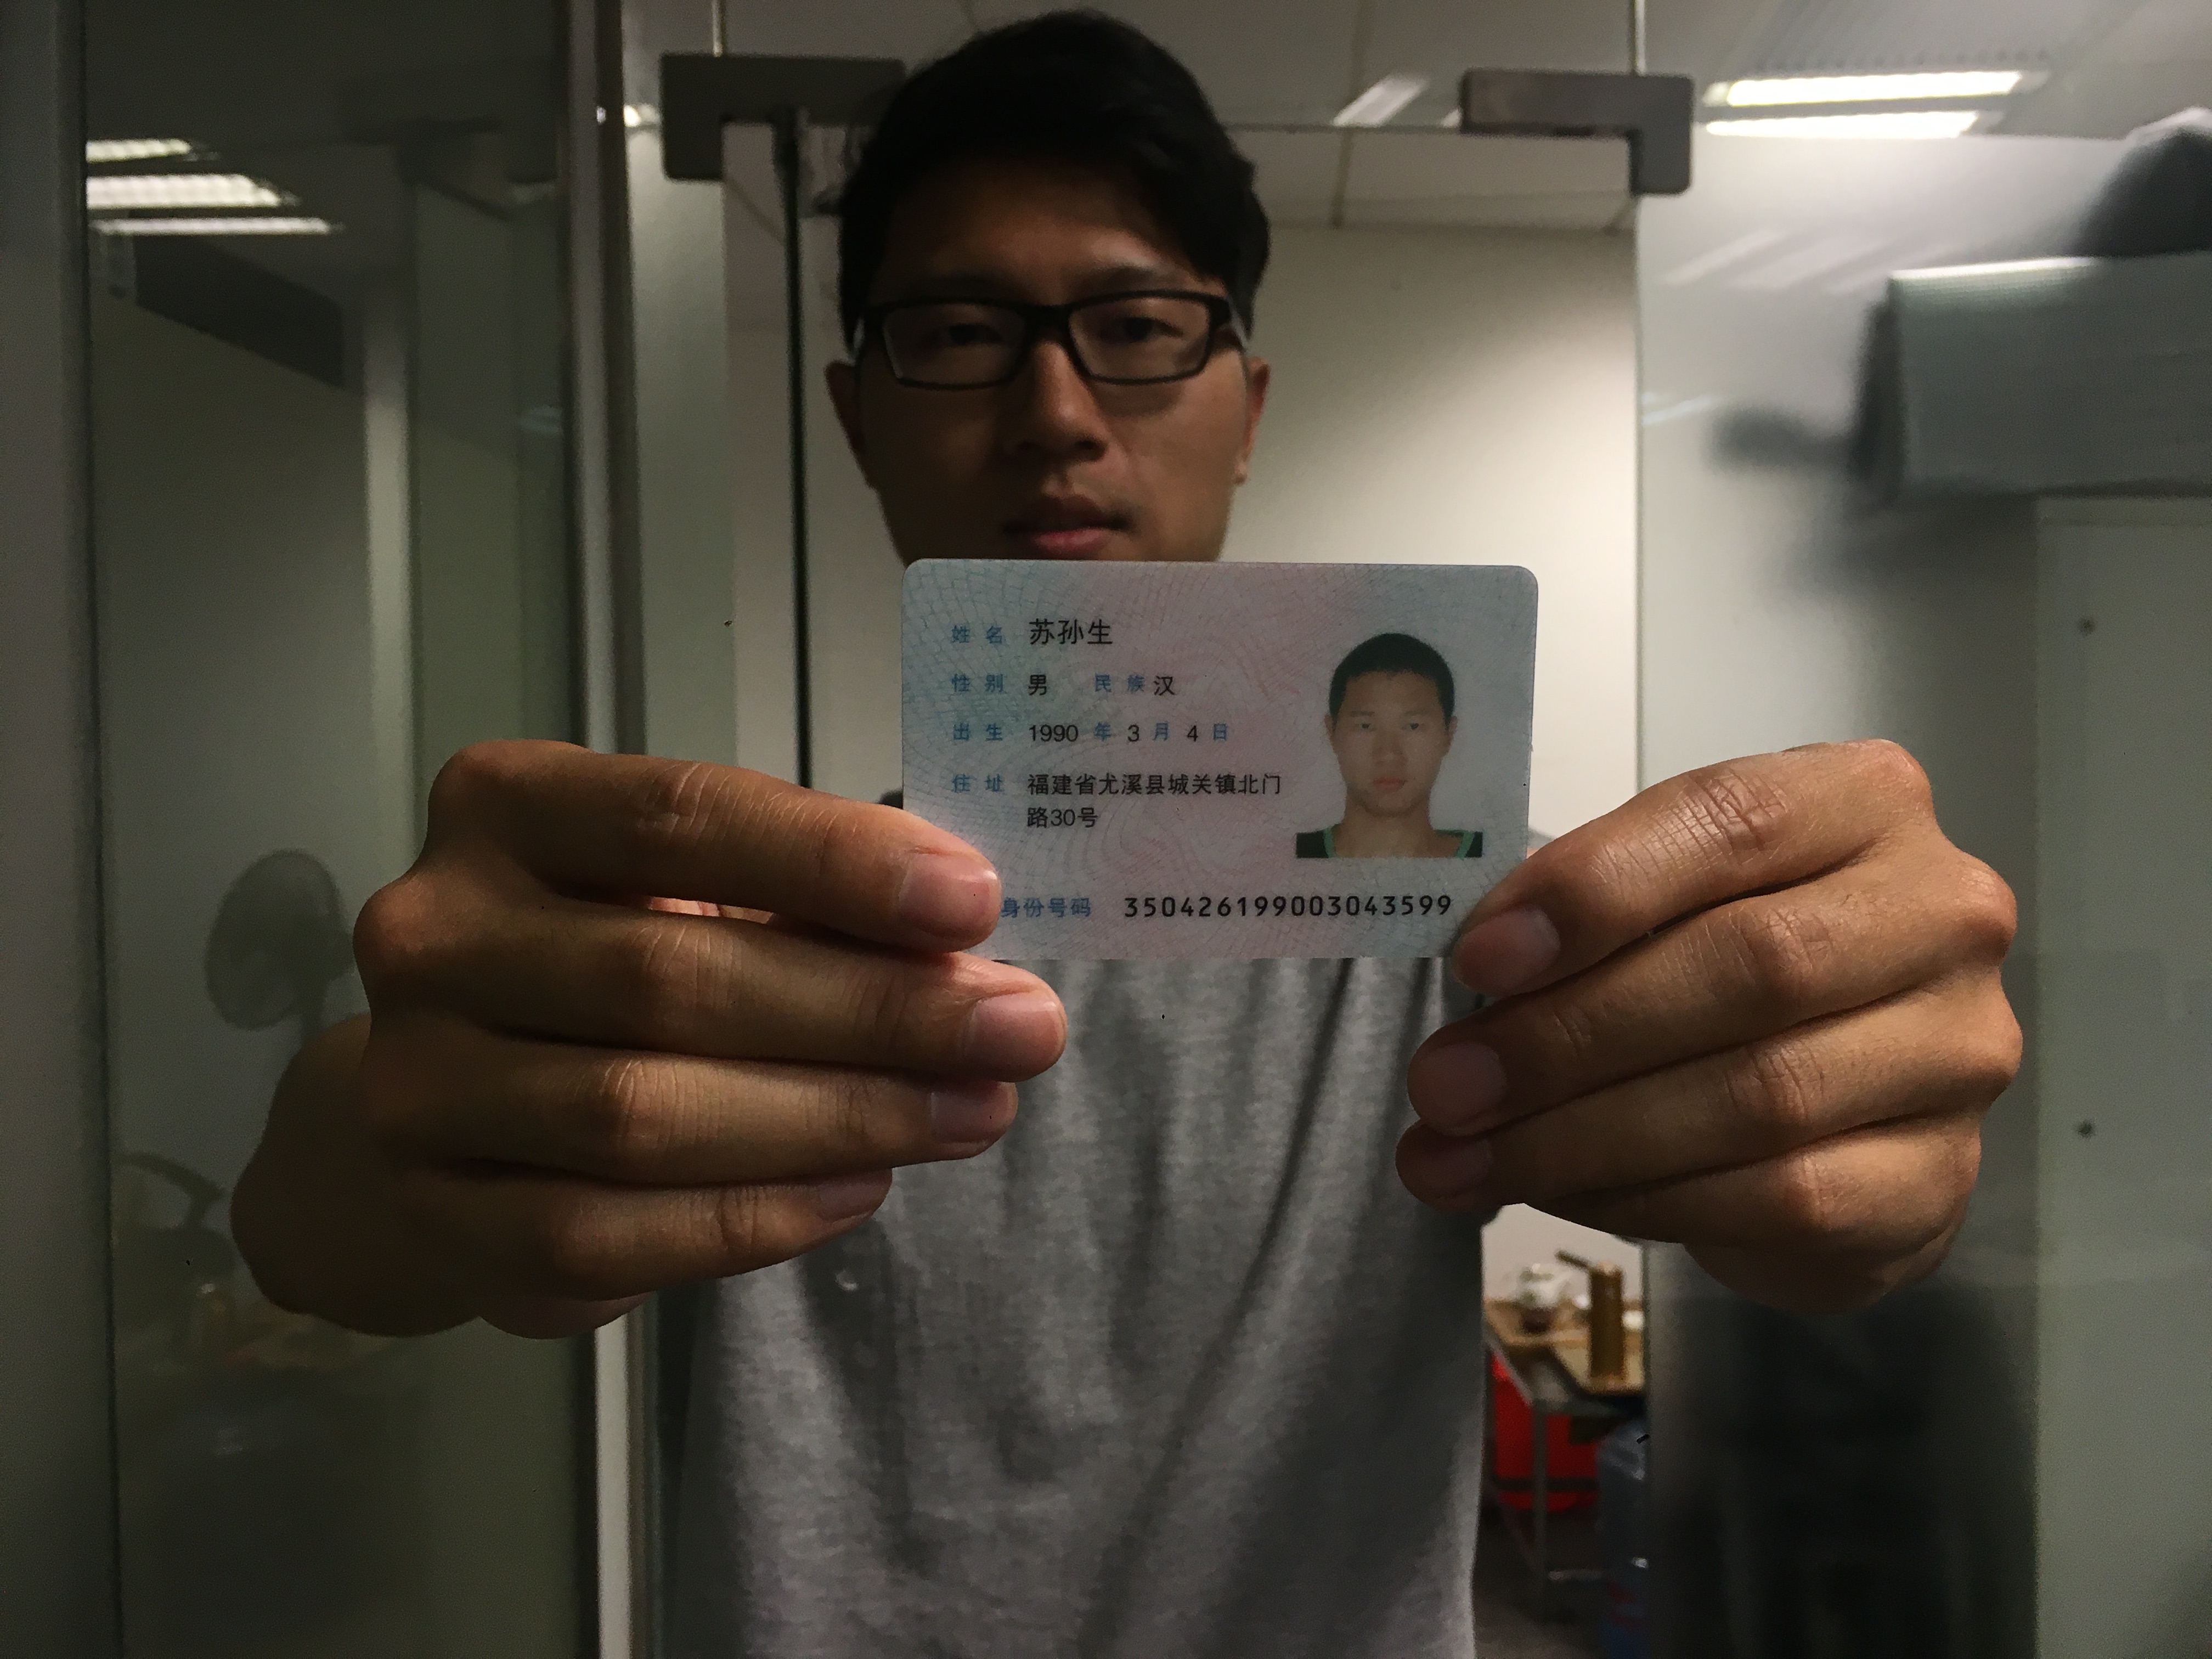 姓名 苏孙生
性别 男 民族 汉
出生 1990 年 3 月 4 日
住址 福建省尤溪县城关镇北门
路30号
身份号码 350426199003043599